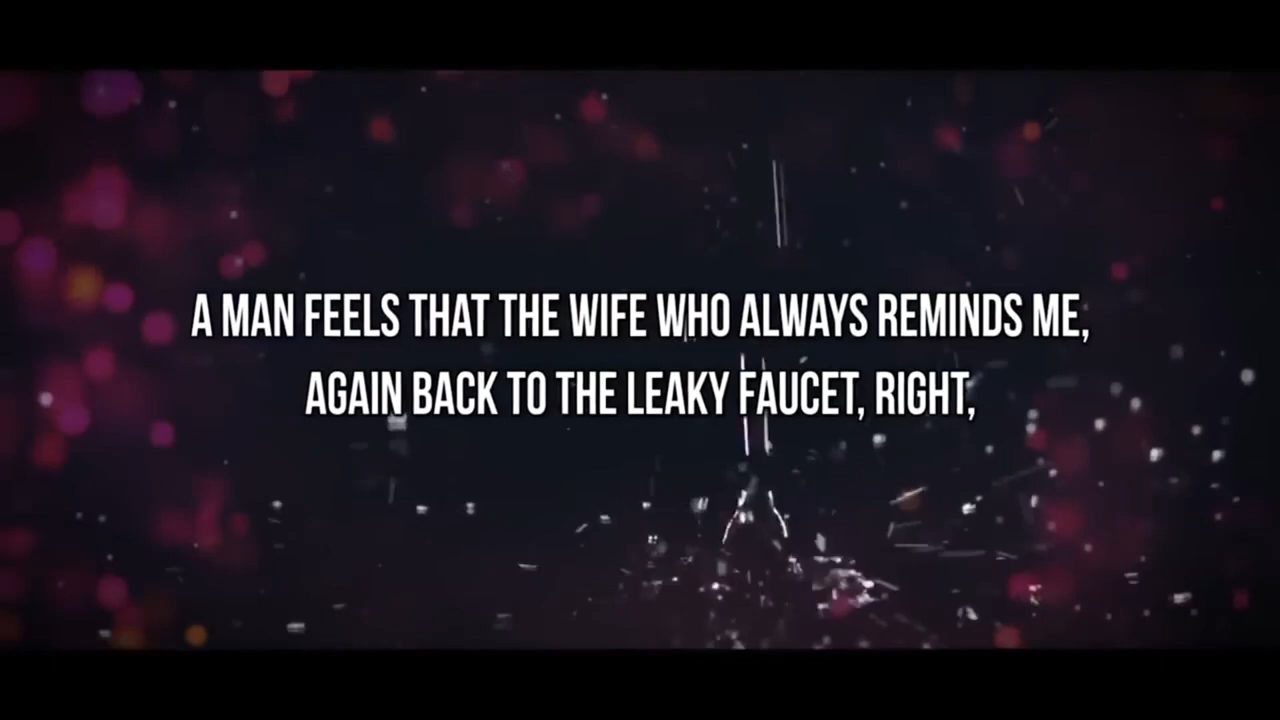 A MAN FEELS THAT THE WIFE WHO ALWAYS REMINDS ME,
AGAIN BACK TO THE LEAKY FAUCET, RIGHT,